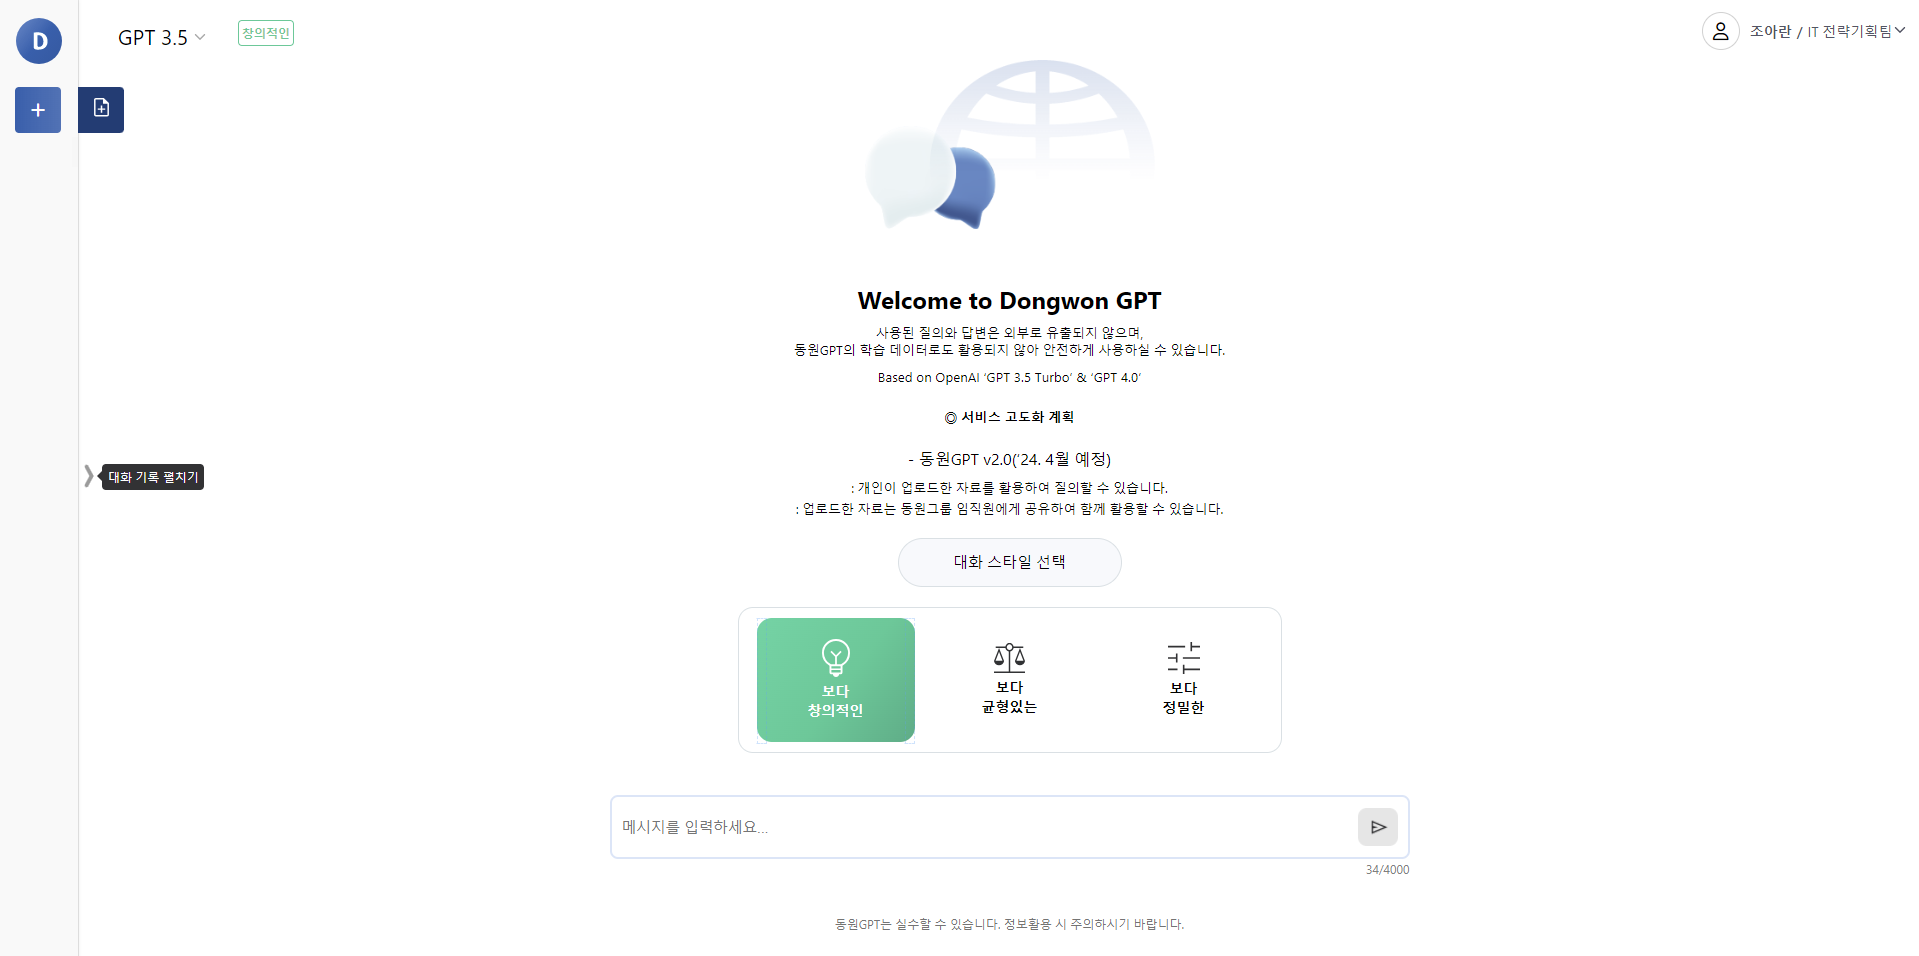 D
GPT 3.5
창의적인
조아란 / IT 전략기획팀
Welcome to Dongwon GPT
사용된 질의와 답변은 외부로 유출되지 않으며,
동원GPT의 학습 데이터로도 활용되지 않아 안전하게 사용하실 수 있습니다.
Based on OpenAI ‘GPT 3.5 Turbo’ & ‘GPT 4.0’
◎ 서비스 고도화 계획
- 동원GPT v2.0(‘24. 4월 예정)
대화 기록 펼치기
: 개인이 업로드한 자료를 활용하여 질의할 수 있습니다.
: 업로드한 자료는 동원그룹 임직원에게 공유하여 함께 활용할 수 있습니다.
대화 스타일 선택
보다
창의적인
보다
균형있는
보다
정밀한
메시지를 입력하세요...
34/4000
동원GPT는 실수할 수 있습니다. 정보활용 시 주의하시기 바랍니다.